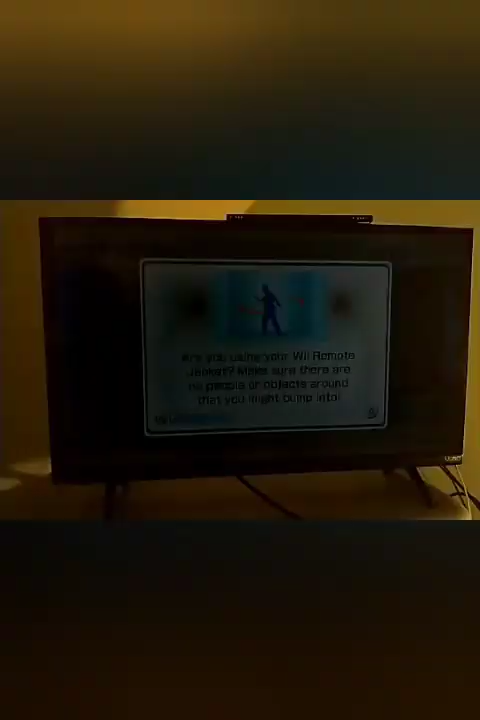 Are you using your Wii Remote
Jacket? Make sure there are
no people or objects around
that you might bump into!